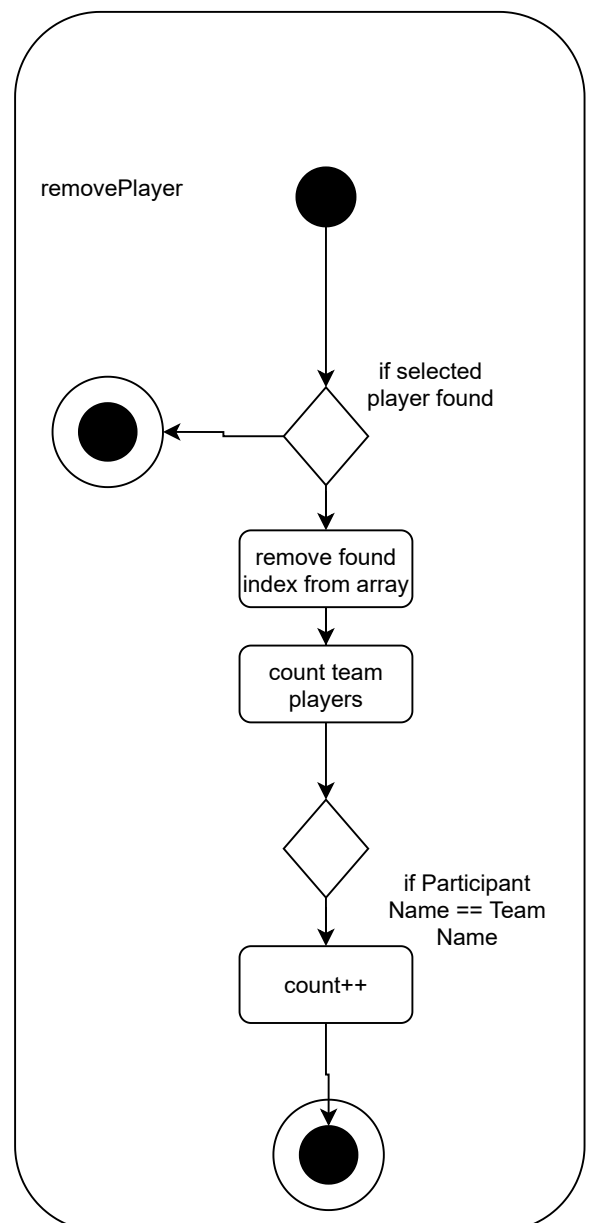 removePlayer
if selected
player found
remove found
index from array
count team
players
if Participant
Name == Team
Name
count++